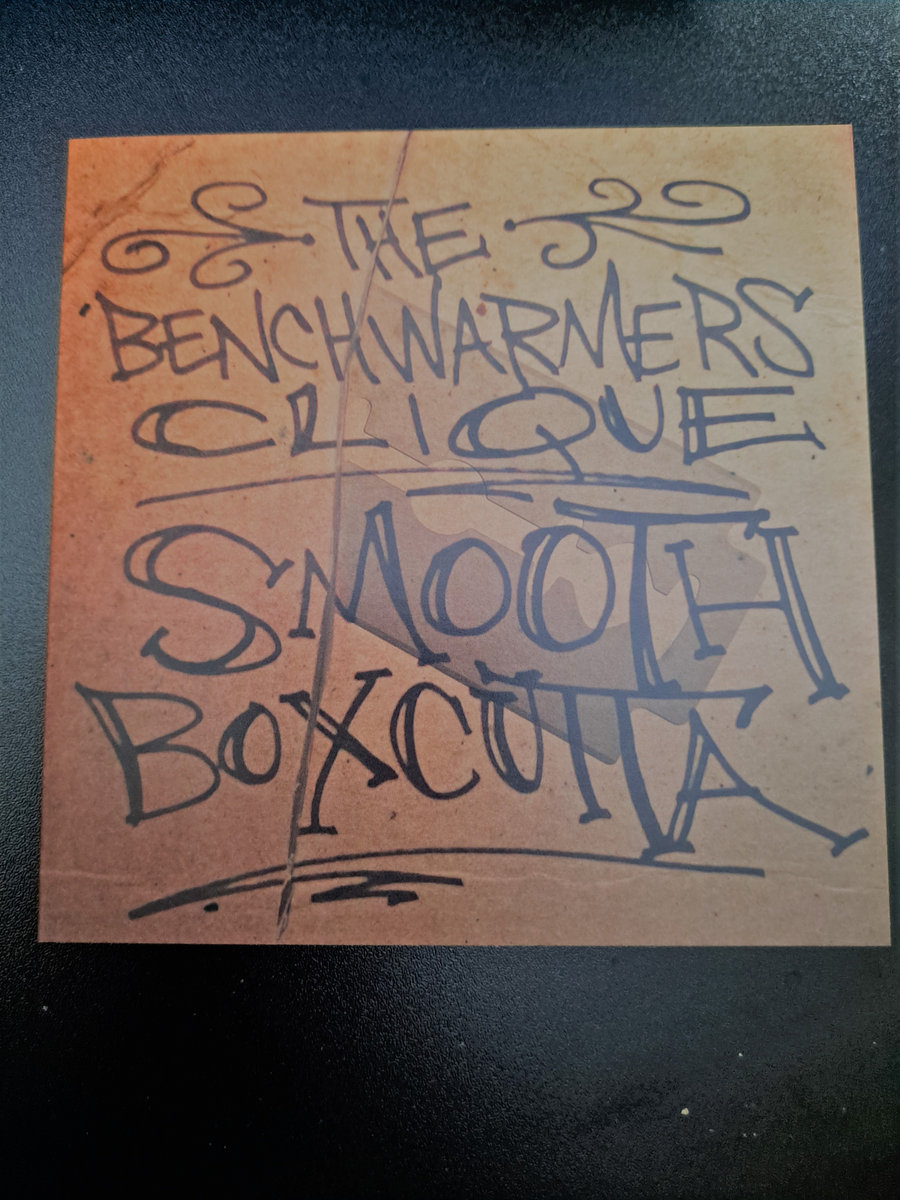 THE
BENCHWARMERS
CLIQUE
SMOOTH
BOXCUTTA